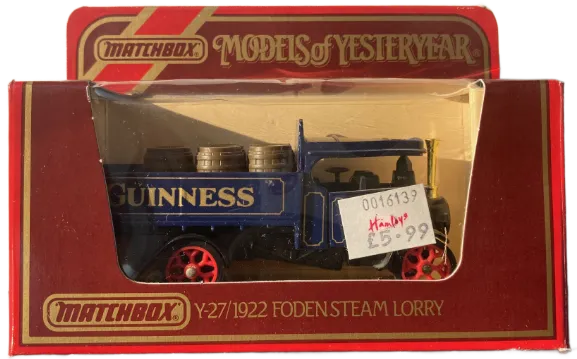 MATCHBOX
MODELS of YESTERYEAR
GUINNESS
0016139
Hamleys
£5.99
MATCHBOX
Y-27/1922 FODEN STEAM LORRY